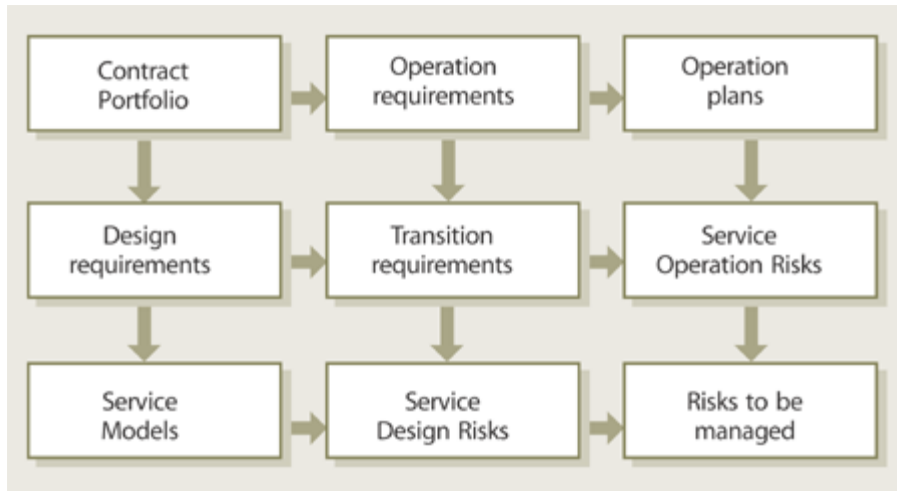 Contract
Portfolio
Operation
requirements
Operation
plans
Design
requirements
Transition
requirements
Service
Operation Risks
Service
Models
Service
Design Risks
Risks to be
managed